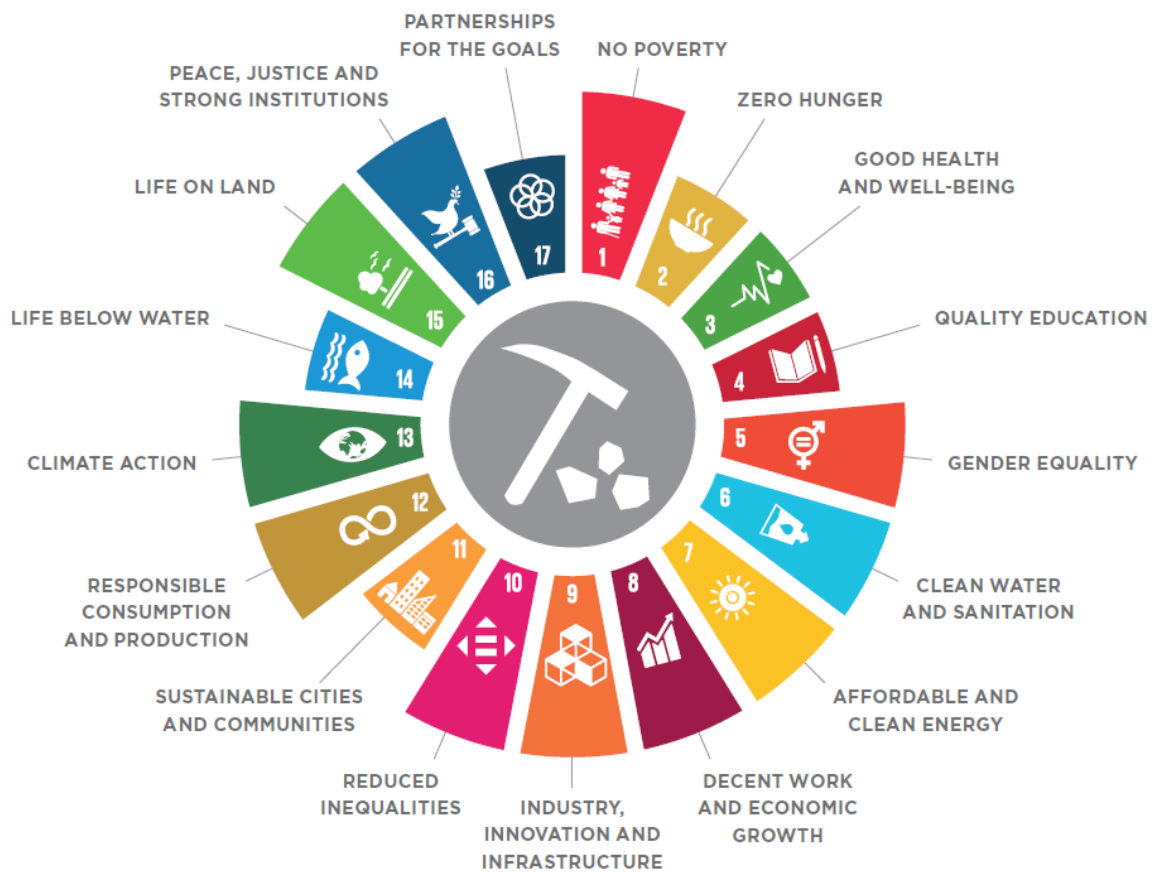 PARTNERSHIPS
FOR THE GOALS
NO POVERTY
PEACE, JUSTICE AND
STRONG INSTITUTIONS
ZERO HUNGER
GOOD HEALTH
AND WELL-BEING
LIFE ON LAND
LIFE BELOW WATER
QUALITY EDUCATION
CLIMATE ACTION
GENDER EQUALITY
RESPONSIBLE
CONSUMPTION
AND PRODUCTION
CLEAN WATER
AND SANITATION
SUSTAINABLE CITIES
AND COMMUNITIES
AFFORDABLE AND
CLEAN ENERGY
REDUCED
INEQUALITIES
INDUSTRY,
INNOVATION AND
INFRASTRUCTURE
DECENT WORK
AND ECONOMIC
GROWTH
1
2
3
4
5
6
7
8
9
10
11
12
13
14
15
16
17